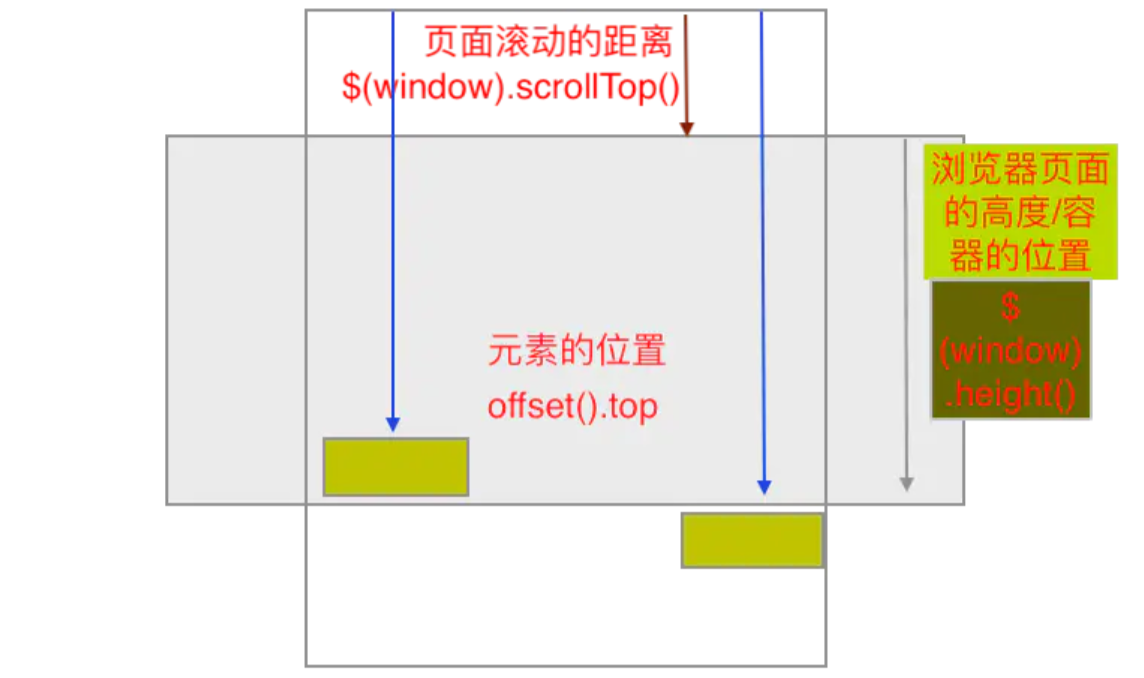 页面滚动的距离
$(window).scrollTop()
浏览器页面
的高度/容
器的位置
$
(window)
.height()
元素的位置
offset().top